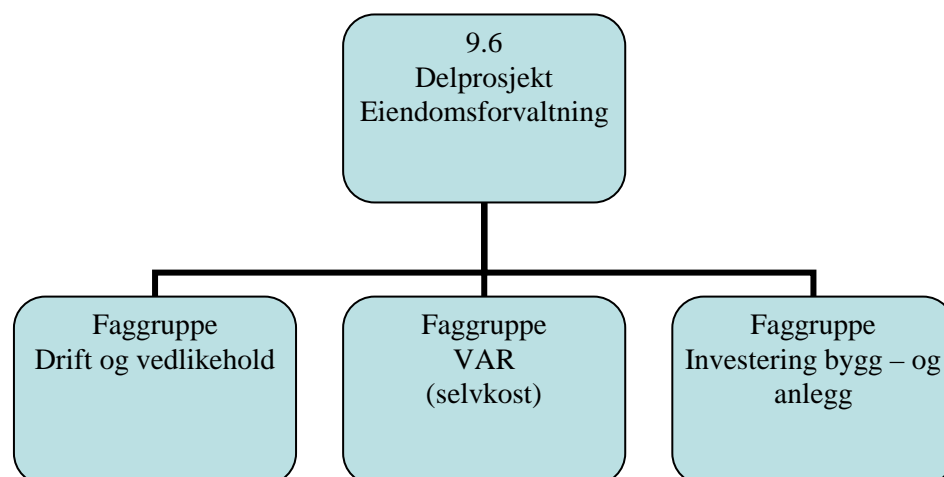 9.6
Delprosjekt
Eiendomsforvaltning
Faggruppe
Drift og vedlikehold
Faggruppe
VAR
(selvkost)
Faggruppe
Investering bygg – og
anlegg